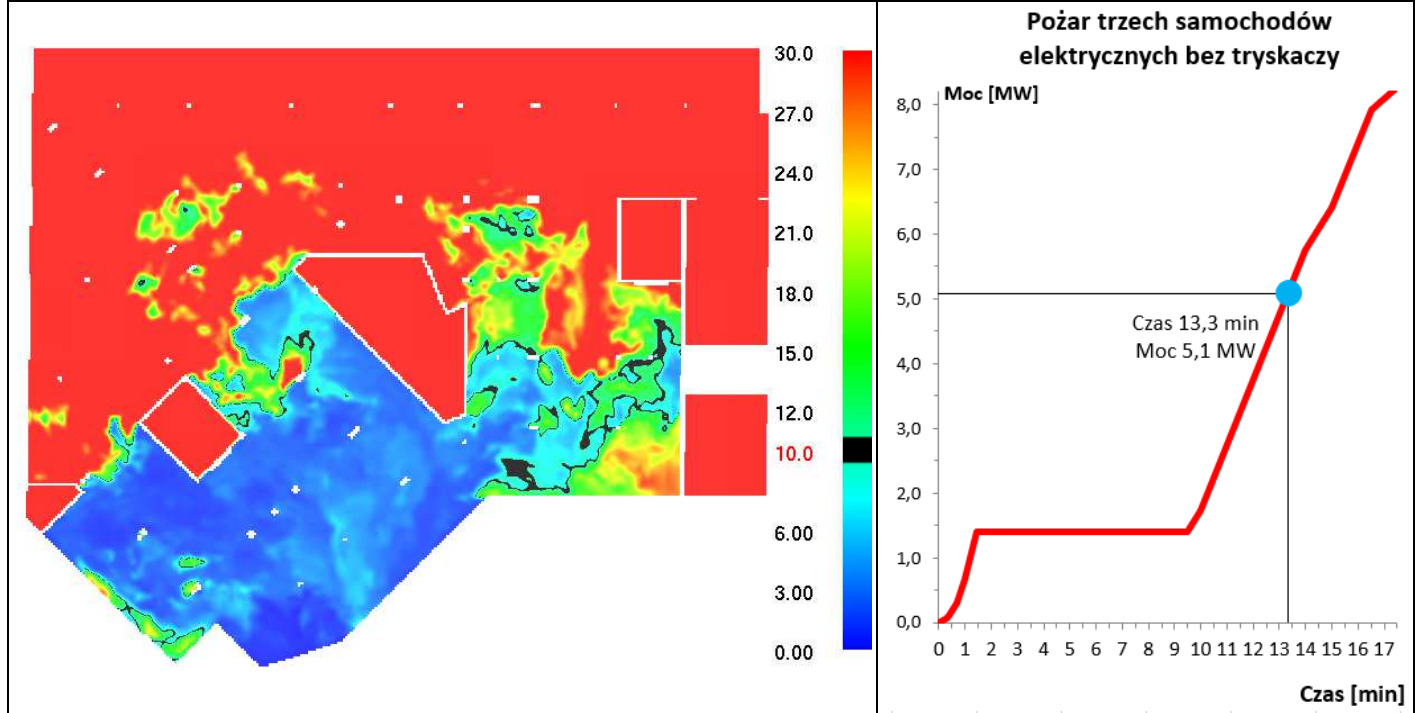 30.0
27.0
24.0
21.0
18.0
15.0
12.0
10.0
6.00
3.00
0.00
Pożar trzech samochodów
elektrycznych bez tryskaczy
Moc [MW]
8,0
7,0
6,0
5,0
4,0
3,0
2,0
1,0
0,0
Czas 13,3 min
Moc 5,1 MW
0 1 2 3 4 5 6 7 8 9 10 11 12 13 14 15 16 17
Czas [min]